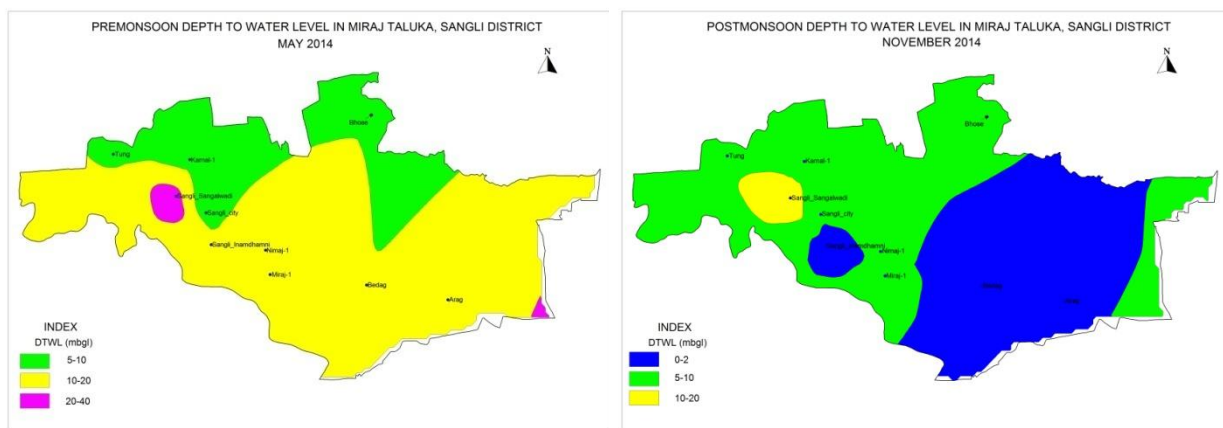 PREMONSOON DEPTH TO WATER LEVEL IN MIRAJ TALUKA, SANGLI DISTRICT
MAY 2014
N
Bhose
Tung
Kamal-1
Sangli_Sangalwadi
Sangli_city
Sangli_Inamdhamni
Nimaj-1
Miraj-1
Bedag
Arag
INDEX
DTWL (mbgl)
5-10
10-20
20-40
POSTMONSOON DEPTH TO WATER LEVEL IN MIRAJ TALUKA, SANGLI DISTRICT
NOVEMBER 2014
N
Bhose
Tung
Kamal-1
Sangli_Sangalwadi
Sangli_city
Nimaj-1
Miraj-1
INDEX
DTWL (mbgl)
0-2
5-10
10-20